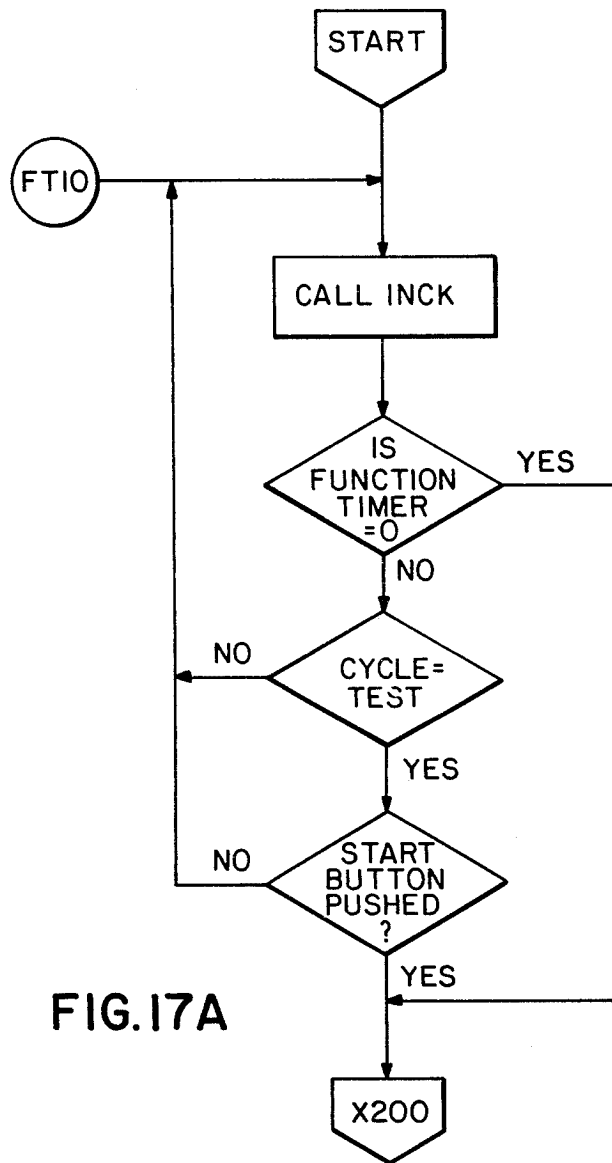 START
FT10
CALL INCK
IS
FUNCTION
TIMER
=0
YES
NO
CYCLE=
TEST
NO
YES
START
BUTTON
PUSHED
?
NO
YES
FIG.17A
X200